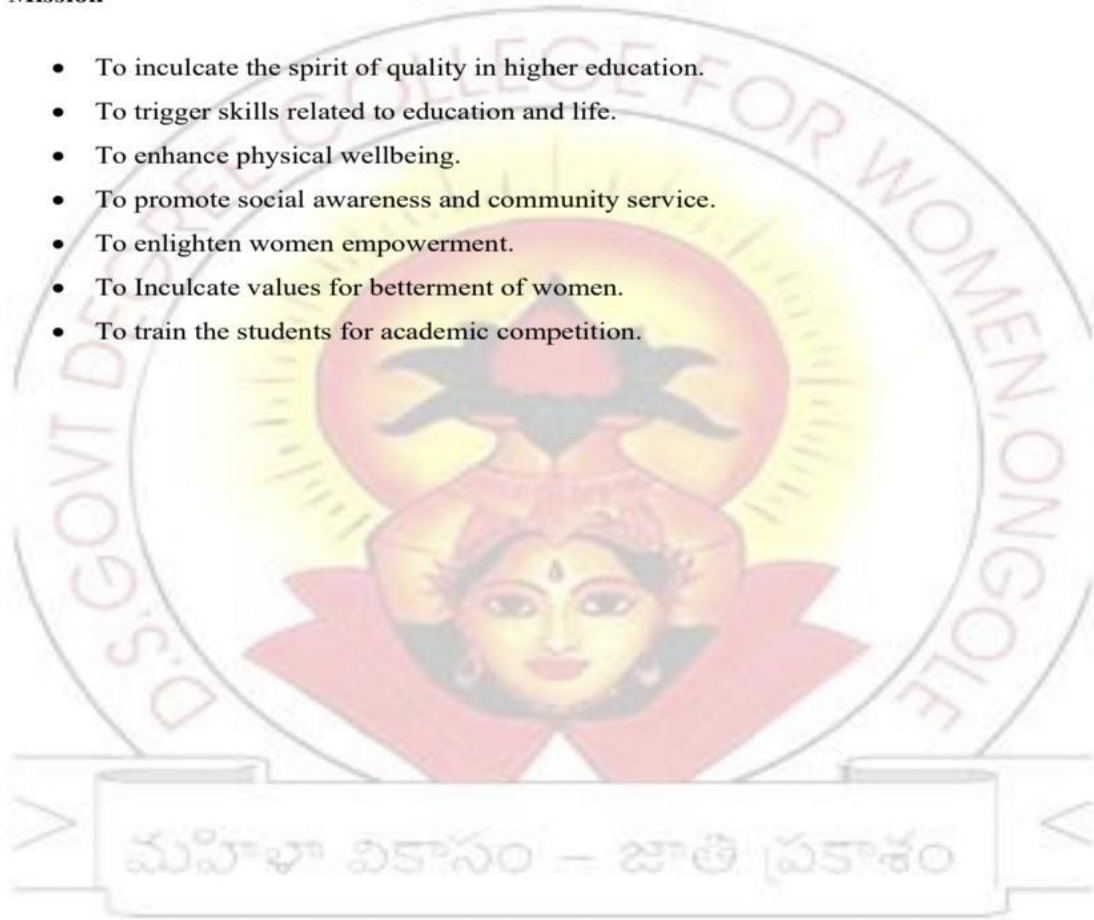 Mission
• To inculcate the spirit of quality in higher education.
• To trigger skills related to education and life.
• To enhance physical wellbeing.
• To promote social awareness and community service.
• To enlighten women empowerment.
• To Inculcate values for betterment of women.
• To train the students for academic competition.
D.S.GOVT DEGREE COLLEGE FOR WOMEN, ONGOLE
మహిళా వికాసం – జాతి ప్రకాశం